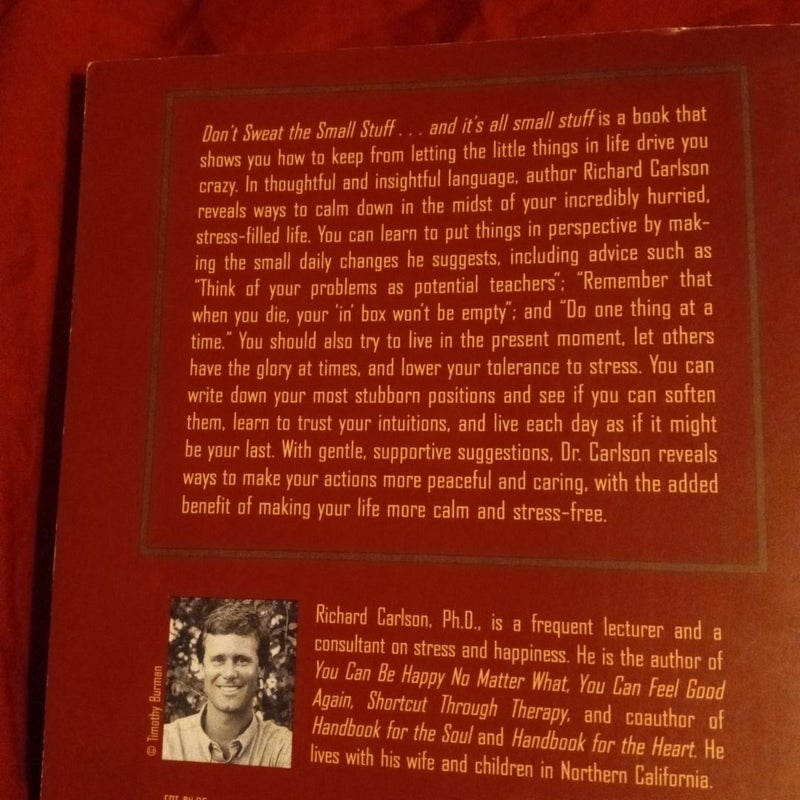 Don't Sweat the Small Stuff . . . and it's all small stuff is a book that
shows you how to keep from letting the little things in life drive you
crazy. In thoughtful and insightful language, author Richard Carlson
reveals ways to calm down in the midst of your incredibly hurried,
stress-filled life. You can learn to put things in perspective by mak-
ing the small daily changes he suggests, including advice such as
"Think of your problems as potential teachers"; "Remember that
when you die, your 'in' box won't be empty"; and "Do one thing at a
time." You should also try to live in the present moment, let others
have the glory at times, and lower your tolerance to stress. You can
write down your most stubborn positions and see if you can soften
them, learn to trust your intuitions, and live each day as if it might
be your last. With gentle, supportive suggestions, Dr. Carlson reveals
ways to make your actions more peaceful and caring, with the added
benefit of making your life more calm and stress-free.
© Timothy Burman
Richard Carlson, Ph.D., is a frequent lecturer and a
consultant on stress and happiness. He is the author of
You Can Be Happy No Matter What, You Can Feel Good
Again, Shortcut Through Therapy, and coauthor of
Handbook for the Soul and Handbook for the Heart. He
lives with his wife and children in Northern California.